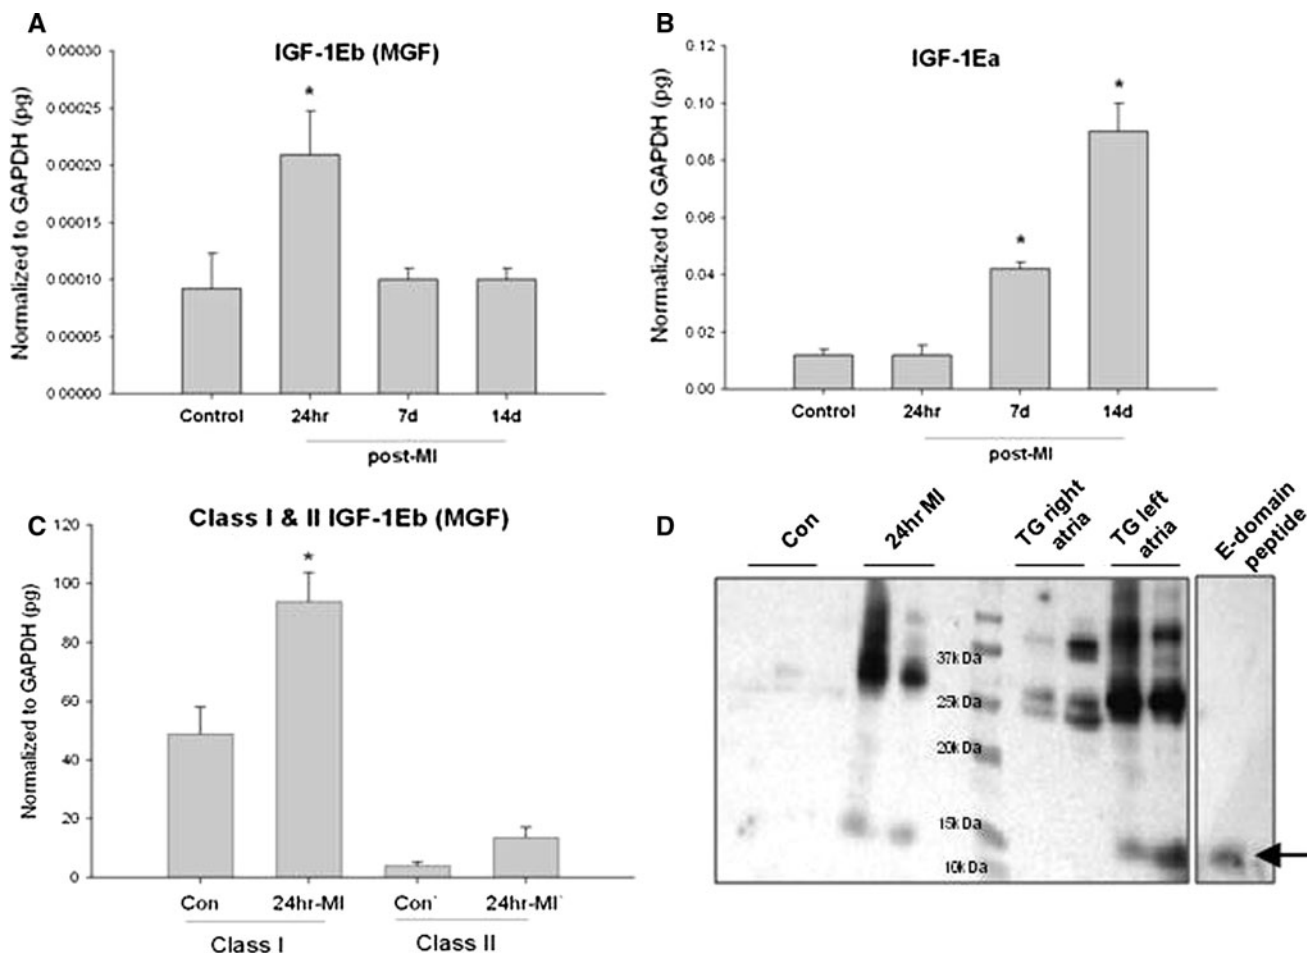 A
IGF-1Eb (MGF)
Normalized to GAPDH (pg)
0.00030
0.00025
0.00020
0.00015
0.00010
0.00005
0.00000
*
Control 24hr 7d 14d
post-MI
B
IGF-1Ea
Normalized to GAPDH (pg)
0.12
0.10
0.08
0.06
0.04
0.02
0.00
* *
Control 24hr 7d 14d
post-MI
C
Class I & II IGF-1Eb (MGF)
Normalized to GAPDH (pg)
120
100
80
60
40
20
0
*
Con 24hr-MI Con` 24hr-MI`
Class I Class II
D
Con
24hr MI
TG right
atria
TG left
atria
E-domain
peptide
37kDa
25kDa
20kDa
15kDa
10kDa